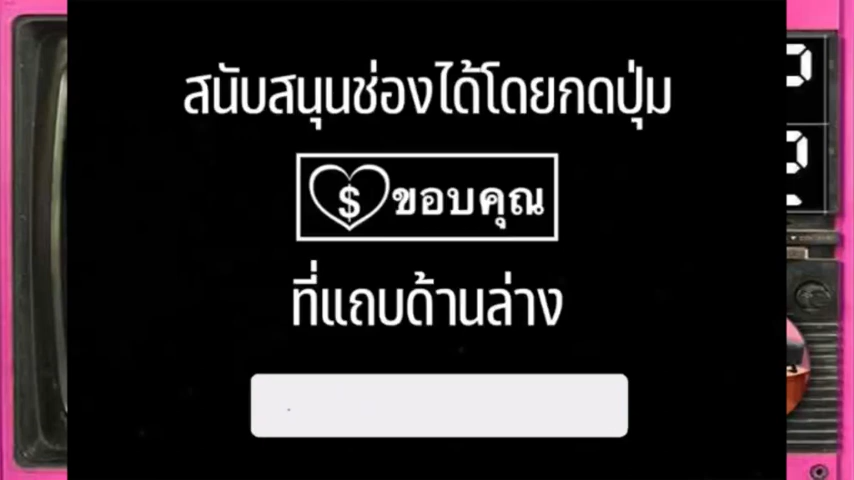 สนับสนุนช่องได้โดยกดปุ่ม
$ ขอบคุณ
ที่แถบด้านล่าง